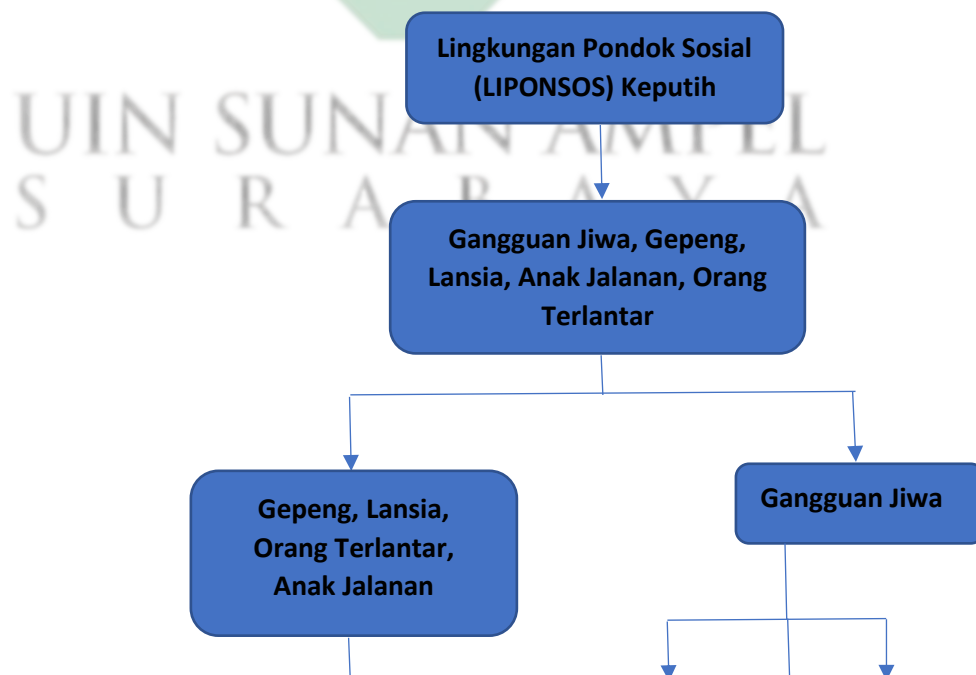 Lingkungan Pondok Sosial
(LIPONSOS) Keputih
UIN SUNAN AMPEL
S U R A B A Y A
Gangguan Jiwa, Gepeng,
Lansia, Anak Jalanan, Orang
Terlantar
Gepeng, Lansia,
Orang Terlantar,
Anak Jalanan
Gangguan Jiwa